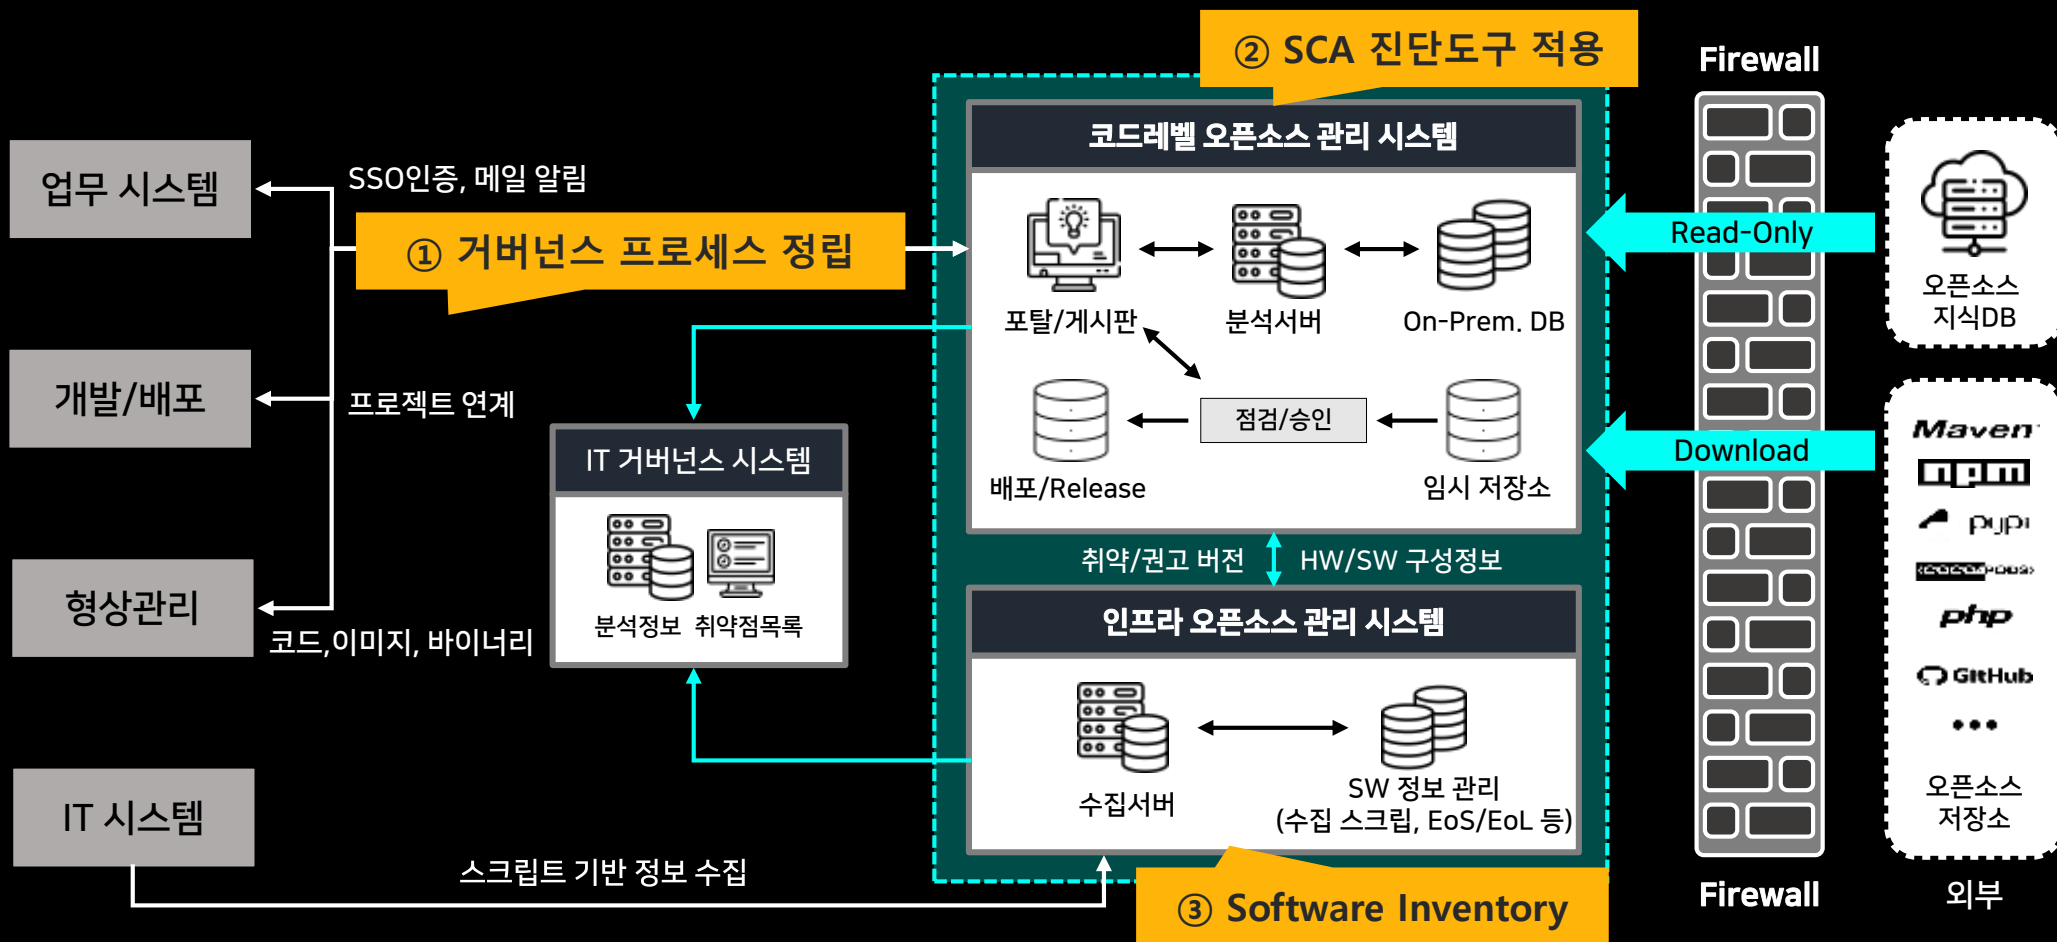 ② SCA 진단도구 적용
Firewall
코드레벨 오픈소스 관리 시스템
업무 시스템
SSO인증, 메일 알림
① 거버넌스 프로세스 정립
Read-Only
포탈/게시판
분석서버
On-Prem. DB
오픈소스
지식DB
개발/배포
프로젝트 연계
점검/승인
배포/Release
임시 저장소
Download
Maven
npm
pypi
php
GitHub
•••
오픈소스
저장소
외부
IT 거버넌스 시스템
분석정보
취약점목록
취약/권고 버전
HW/SW 구성정보
형상관리
코드,이미지, 바이너리
인프라 오픈소스 관리 시스템
수집서버
SW 정보 관리
(수집 스크립, EoS/EoL 등)
IT 시스템
스크립트 기반 정보 수집
③ Software Inventory
Firewall